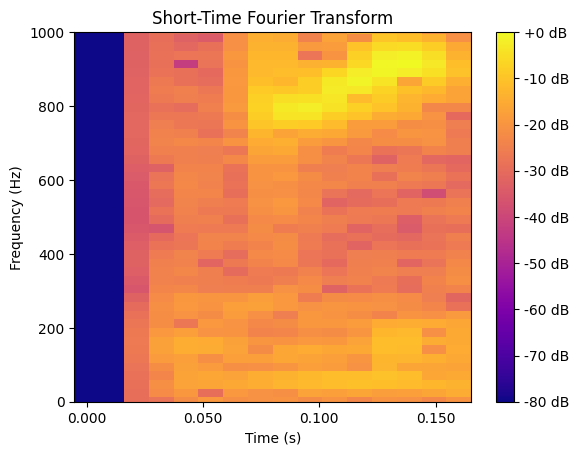 Short-Time Fourier Transform
1000
800
600
400
200
0
Frequency (Hz)
0.000
0.050
0.100
0.150
Time (s)
+0 dB
-10 dB
-20 dB
-30 dB
-40 dB
-50 dB
-60 dB
-70 dB
-80 dB